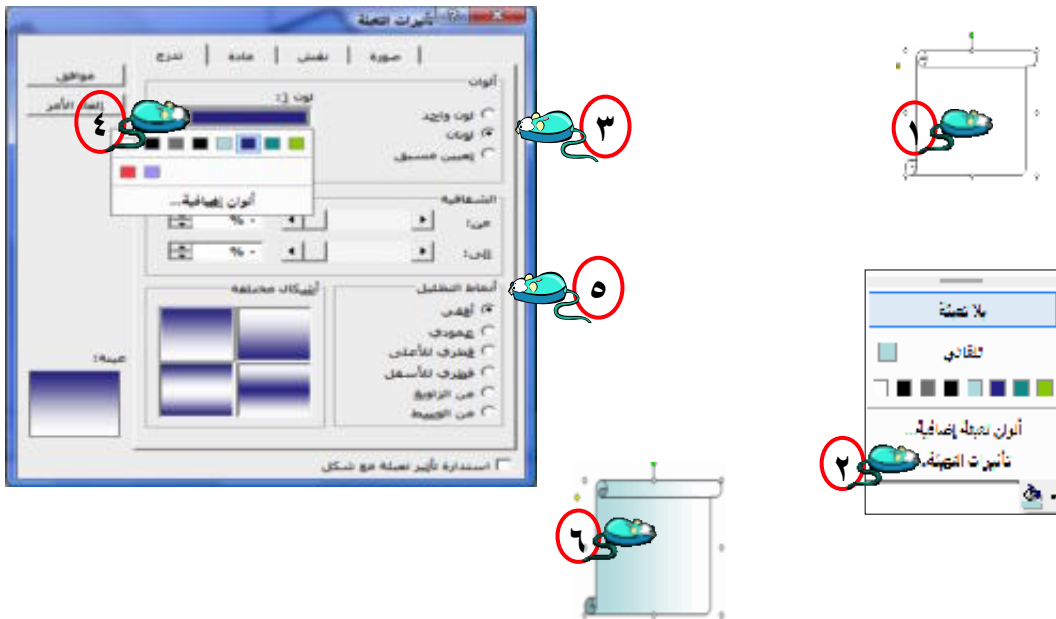 ١
بلا تعبئة
تلقائي
ألوان تعبئة إضافية...
تأثيرات التعبئة...
٢
تأثيرات التعبئة
تدرج
مادة
نقش
صورة
موافق
إلغاء الأمر
ألوان
لون واحد
لونان
تعيين مسبق
٣
لون 1:
٤
ألوان إضافية...
الشفافية
من:
- %
إلى:
- %
أنماط التظليل
أفقي
عمودي
قطري للأعلى
قطري للأسفل
من الزاوية
من الوسط
٥
أشكال مختلفة
عينة:
استدارة تأثير تعبئة مع شكل
٦